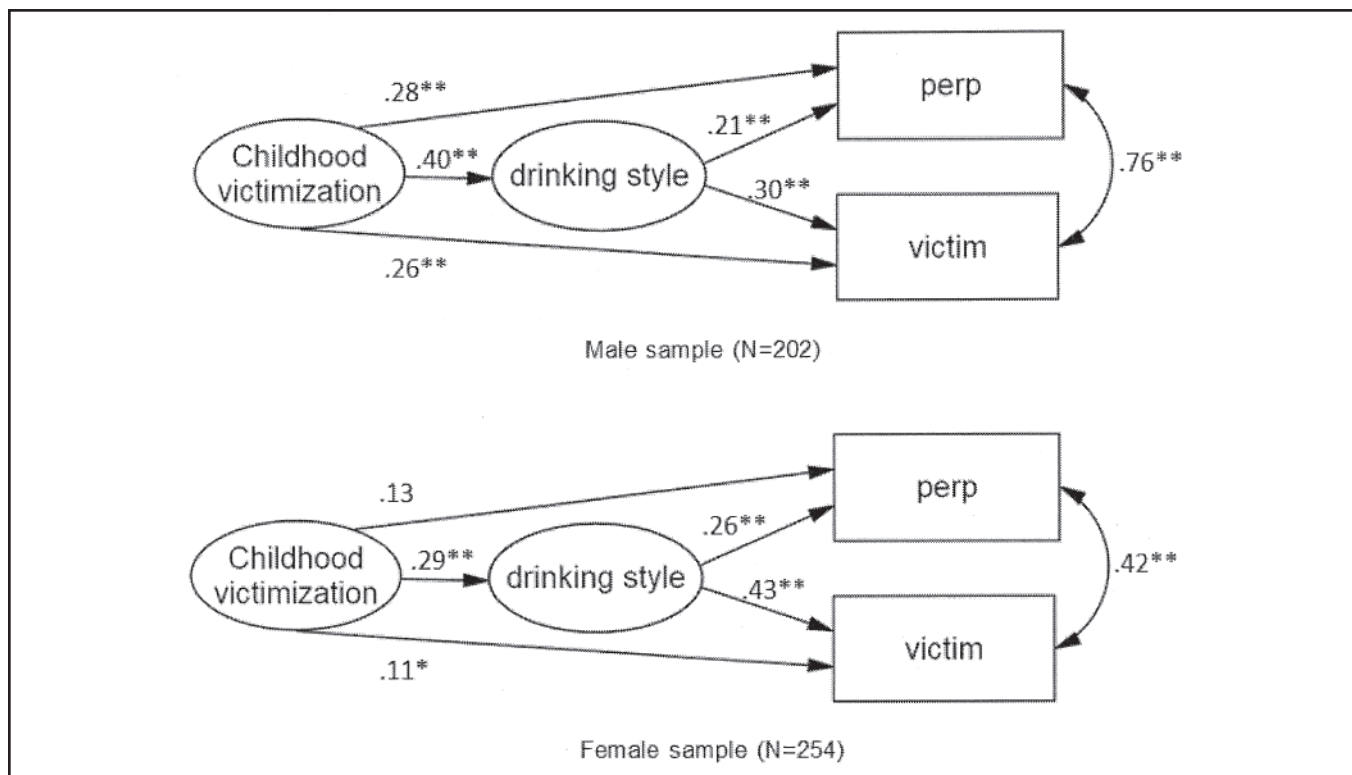 perp
.28**
.21**
Childhood
victimization
.40**
drinking style
.76**
.30**
victim
.26**
Male sample (N=202)
perp
.13
.26**
Childhood
victimization
.29**
drinking style
.42**
.43**
victim
.11*
Female sample (N=254)